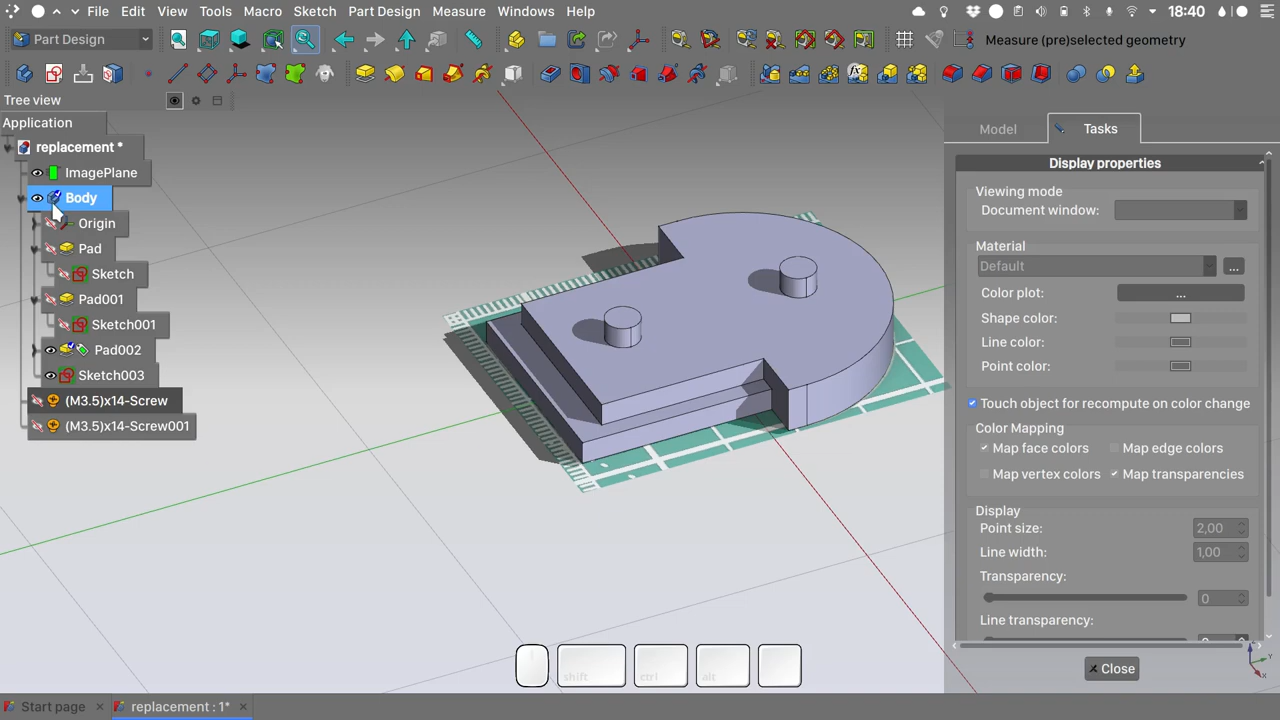 File Edit View Tools Macro Sketch Part Design Measure Windows Help 18:40
Part Design Measure (pre)selected geometry
Tree view
Application
replacement *
ImagePlane
Body
Origin
Pad
Sketch
Pad001
Sketch001
Pad002
Sketch003
(M3.5)x14-Screw
(M3.5)x14-Screw001
Model Tasks
Display properties
Viewing mode
Document window:
Material
Default ...
Color plot: ...
Shape color:
Line color:
Point color:
Touch object for recompute on color change
Color Mapping
Map face colors Map edge colors
Map vertex colors Map transparencies
Display
Point size: 2,00
Line width: 1,00
Transparency:
0
Line transparency:
Close
shift ctrl alt
Start page replacement : 1*